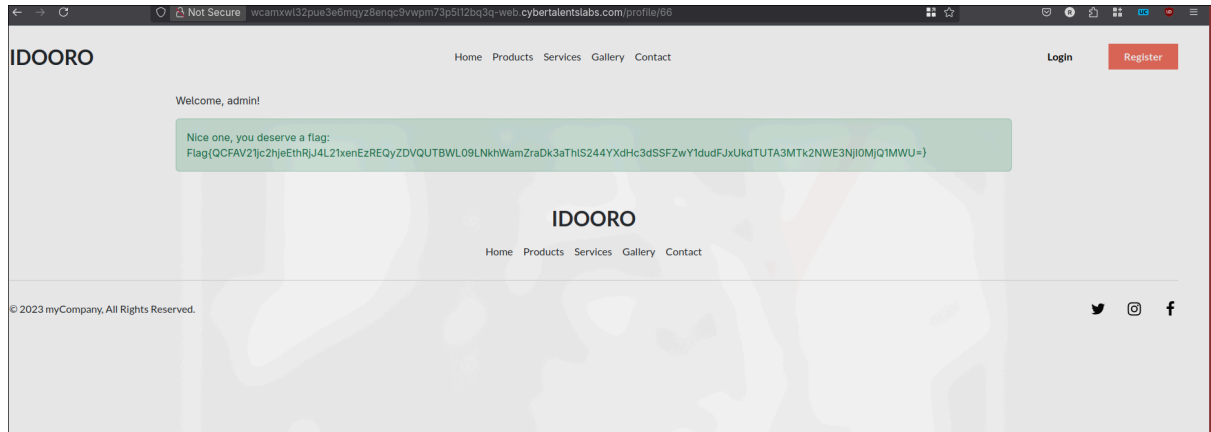 Not Secure wcamxwl32pue3e6mqyz8enqc9vwpm73p5l12bq3q-web.cybertalentslabs.com/profile/66
IDOORO Home Products Services Gallery Contact Login Register
Welcome, admin!
Nice one, you deserve a flag:
Flag{QCFAV21jc2hjeEthRjJ4L21xenEzREQyZDVQUTBWL09LNkhWamZraDk3aThIS244YXdHc3dSSFZwY1dudFJxUkdTUTA3MTk2NWE3NjI0MjQ1MWU=}
IDOORO
Home Products Services Gallery Contact
© 2023 myCompany, All Rights Reserved.